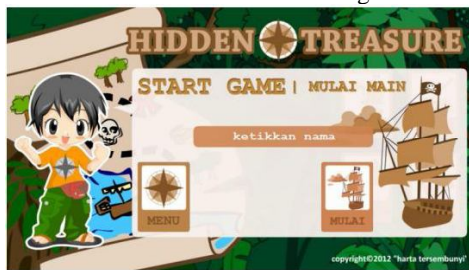 HIDDEN TREASURE
START GAME | MULAI MAIN
ketikkan nama
MENU
MULAI
copyright©2012 "harta tersembunyi"